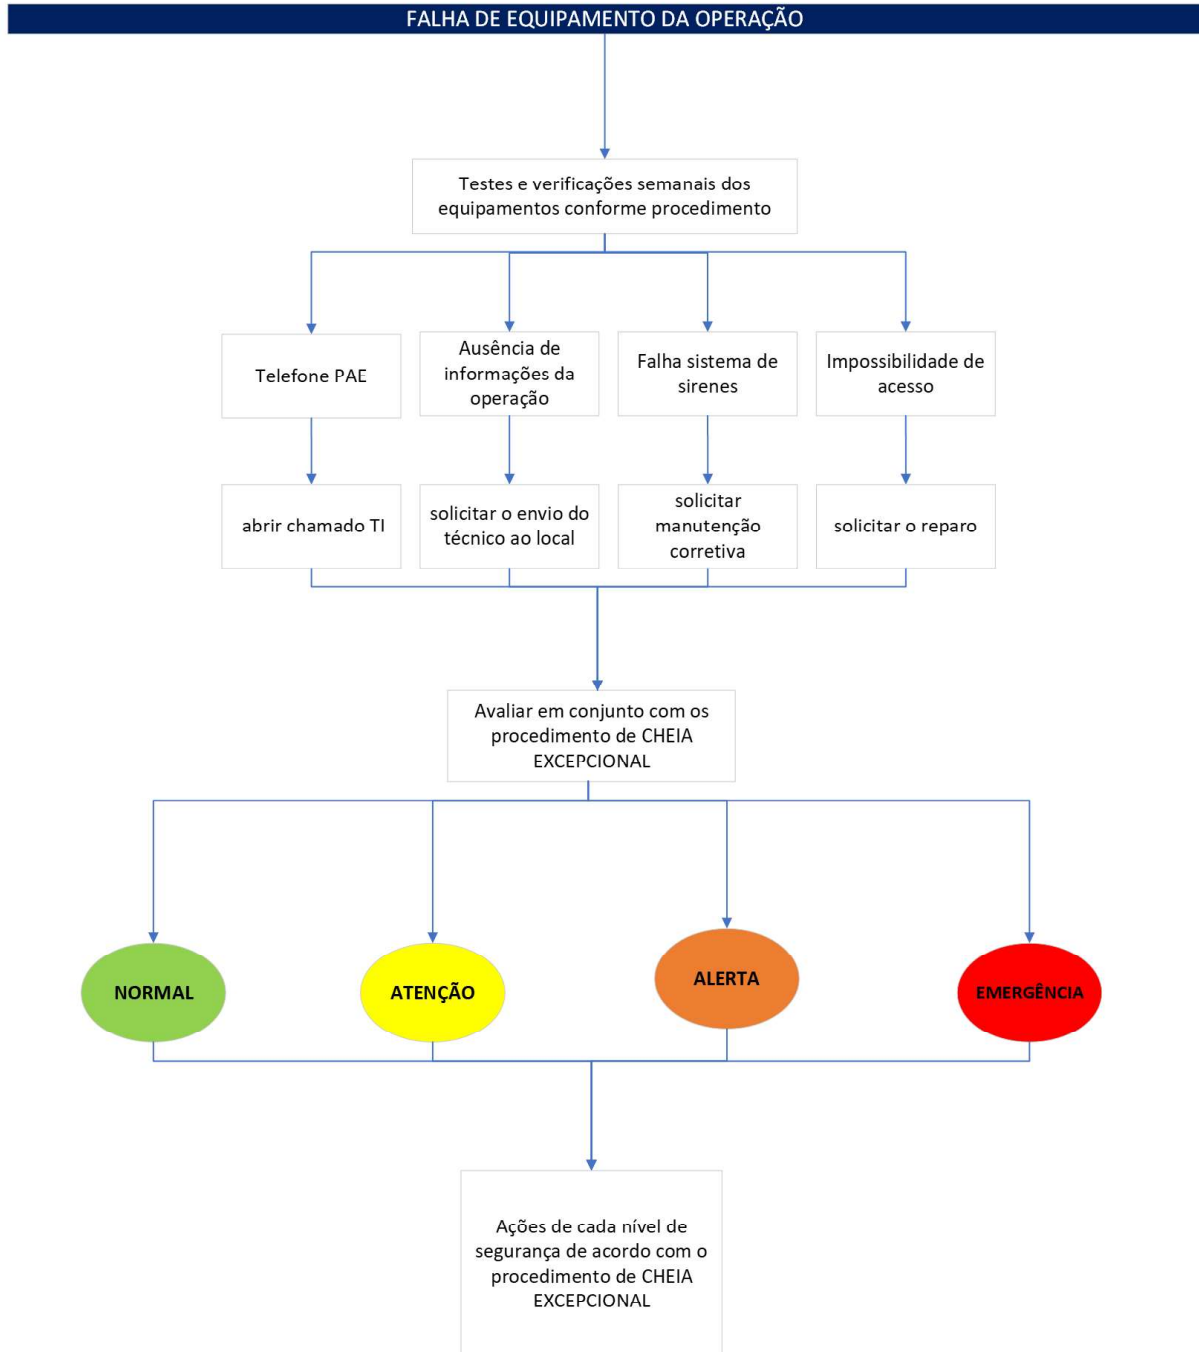 FALHA DE EQUIPAMENTO DA OPERAÇÃO
Testes e verificações semanais dos
equipamentos conforme procedimento
Telefone PAE
Ausência de
informações da
operação
Falha sistema de
sirenes
Impossibilidade de
acesso
abrir chamado TI
solicitar o envio do
técnico ao local
solicitar
manutenção
corretiva
solicitar o reparo
Avaliar em conjunto com os
procedimento de CHEIA
EXCEPCIONAL
NORMAL
ATENÇÃO
ALERTA
EMERGÊNCIA
Ações de cada nível de
segurança de acordo com o
procedimento de CHEIA
EXCEPCIONAL